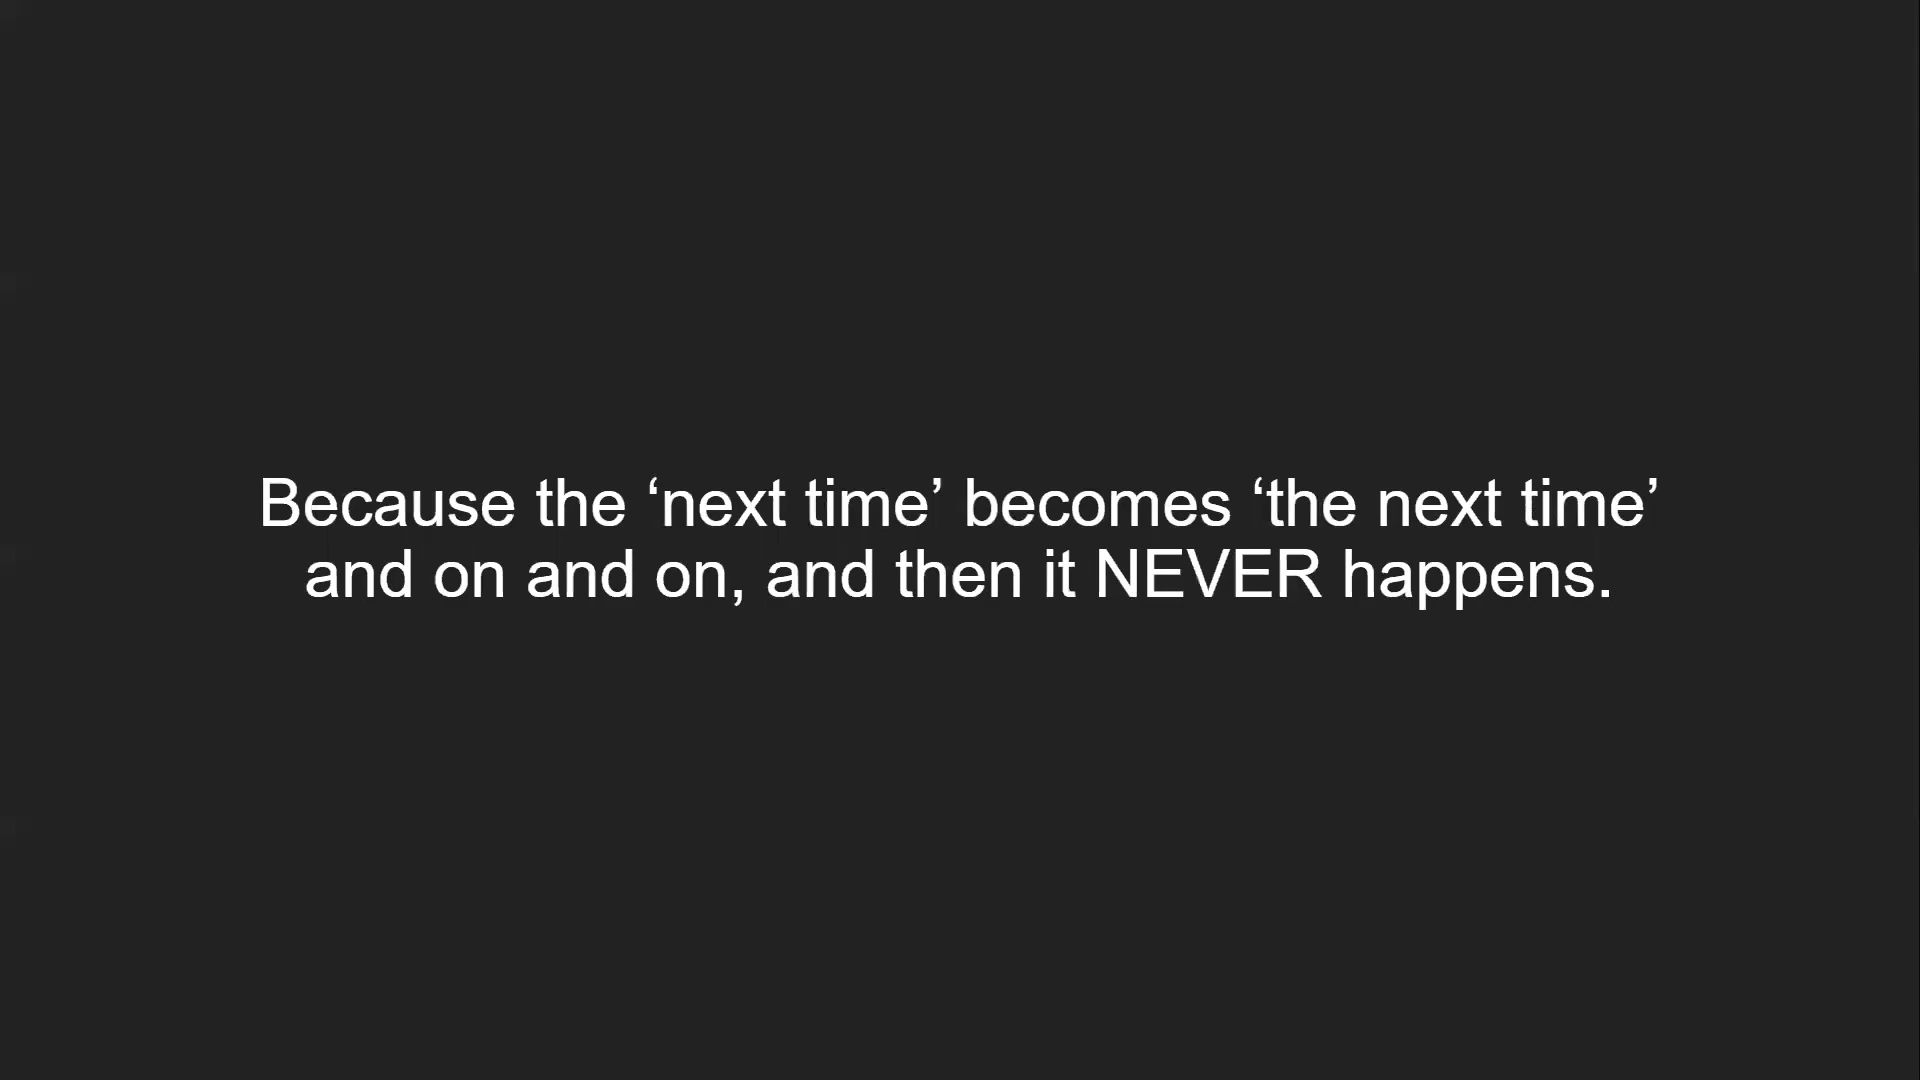 Because the ‘next time’ becomes ‘the next time’
and on and on, and then it NEVER happens.